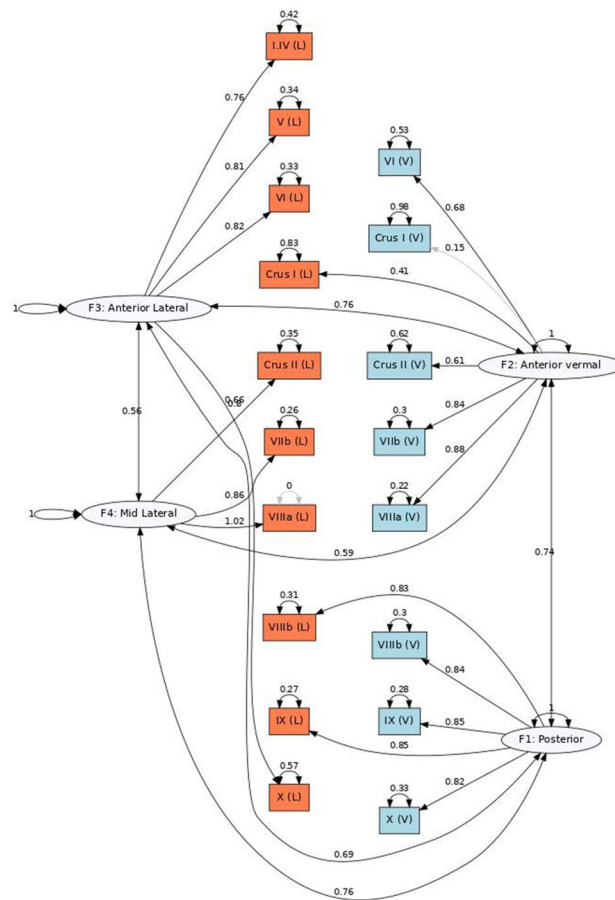 0.42
I.IV (L)
0.76
0.34
V (L)
0.81
0.33
VI (L)
0.82
0.53
VI (V)
0.68
0.98
Crus I (V)
0.15
0.83
Crus I (L)
0.41
1
F3: Anterior Lateral
0.76
0.35
Crus II (L)
0.62
Crus II (V)
0.61
1
F2: Anterior vermal
0.66
0.56
0.26
VIIb (L)
0.3
VIIb (V)
0.84
0.88
0.86
0
VIIIa (L)
0.22
VIIIa (V)
1
F4: Mid Lateral
1.02
0.59
0.74
0.31
VIIIb (L)
0.83
0.3
VIIIb (V)
0.84
0.27
IX (L)
0.28
IX (V)
0.85
0.85
1
F1: Posterior
0.57
X (L)
0.33
X (V)
0.82
0.69
0.76